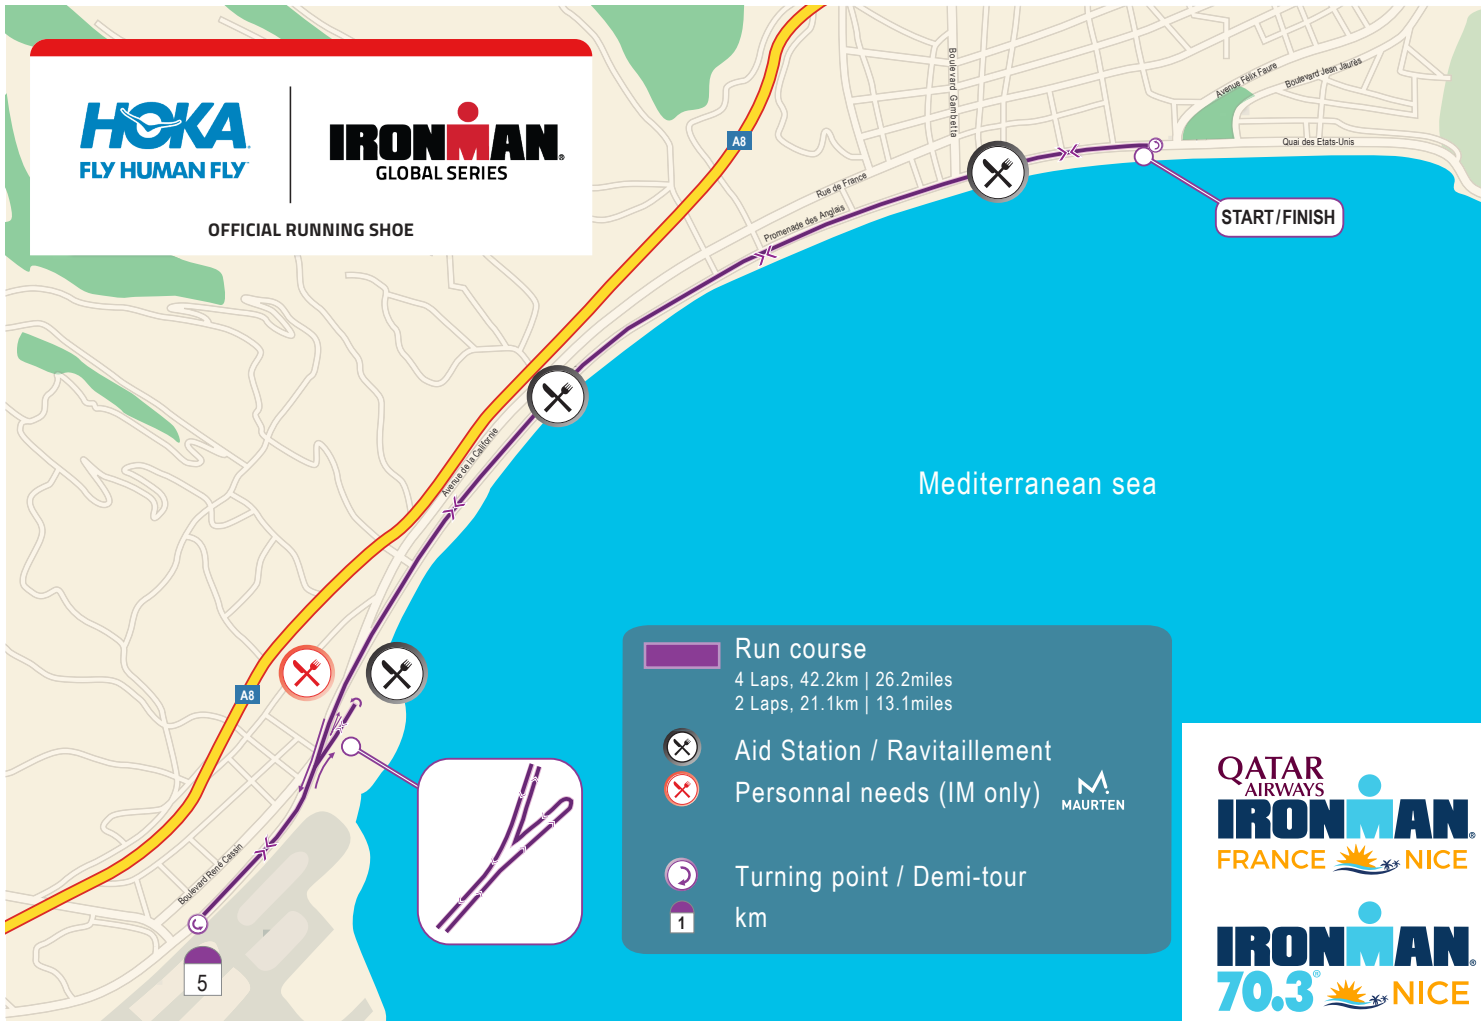 HOKA
FLY HUMAN FLY
IRONMAN
GLOBAL SERIES
OFFICIAL RUNNING SHOE
A8
Boulevard Gambetta
Avenue Félix Faure
Boulevard Jean Jaurès
Quai des Etats-Unis
Rue de France
Promenade des Anglais
START/FINISH
Avenue de la Californie
Mediterranean sea
A8
Boulevard René Cassin
5
Run course
4 Laps, 42.2km | 26.2miles
2 Laps, 21.1km | 13.1miles
Aid Station / Ravitaillement
Personnal needs (IM only)
MAURTEN
Turning point / Demi-tour
1
km
QATAR
AIRWAYS
IRONMAN®
FRANCE NICE
IRONMAN®
70.3® NICE